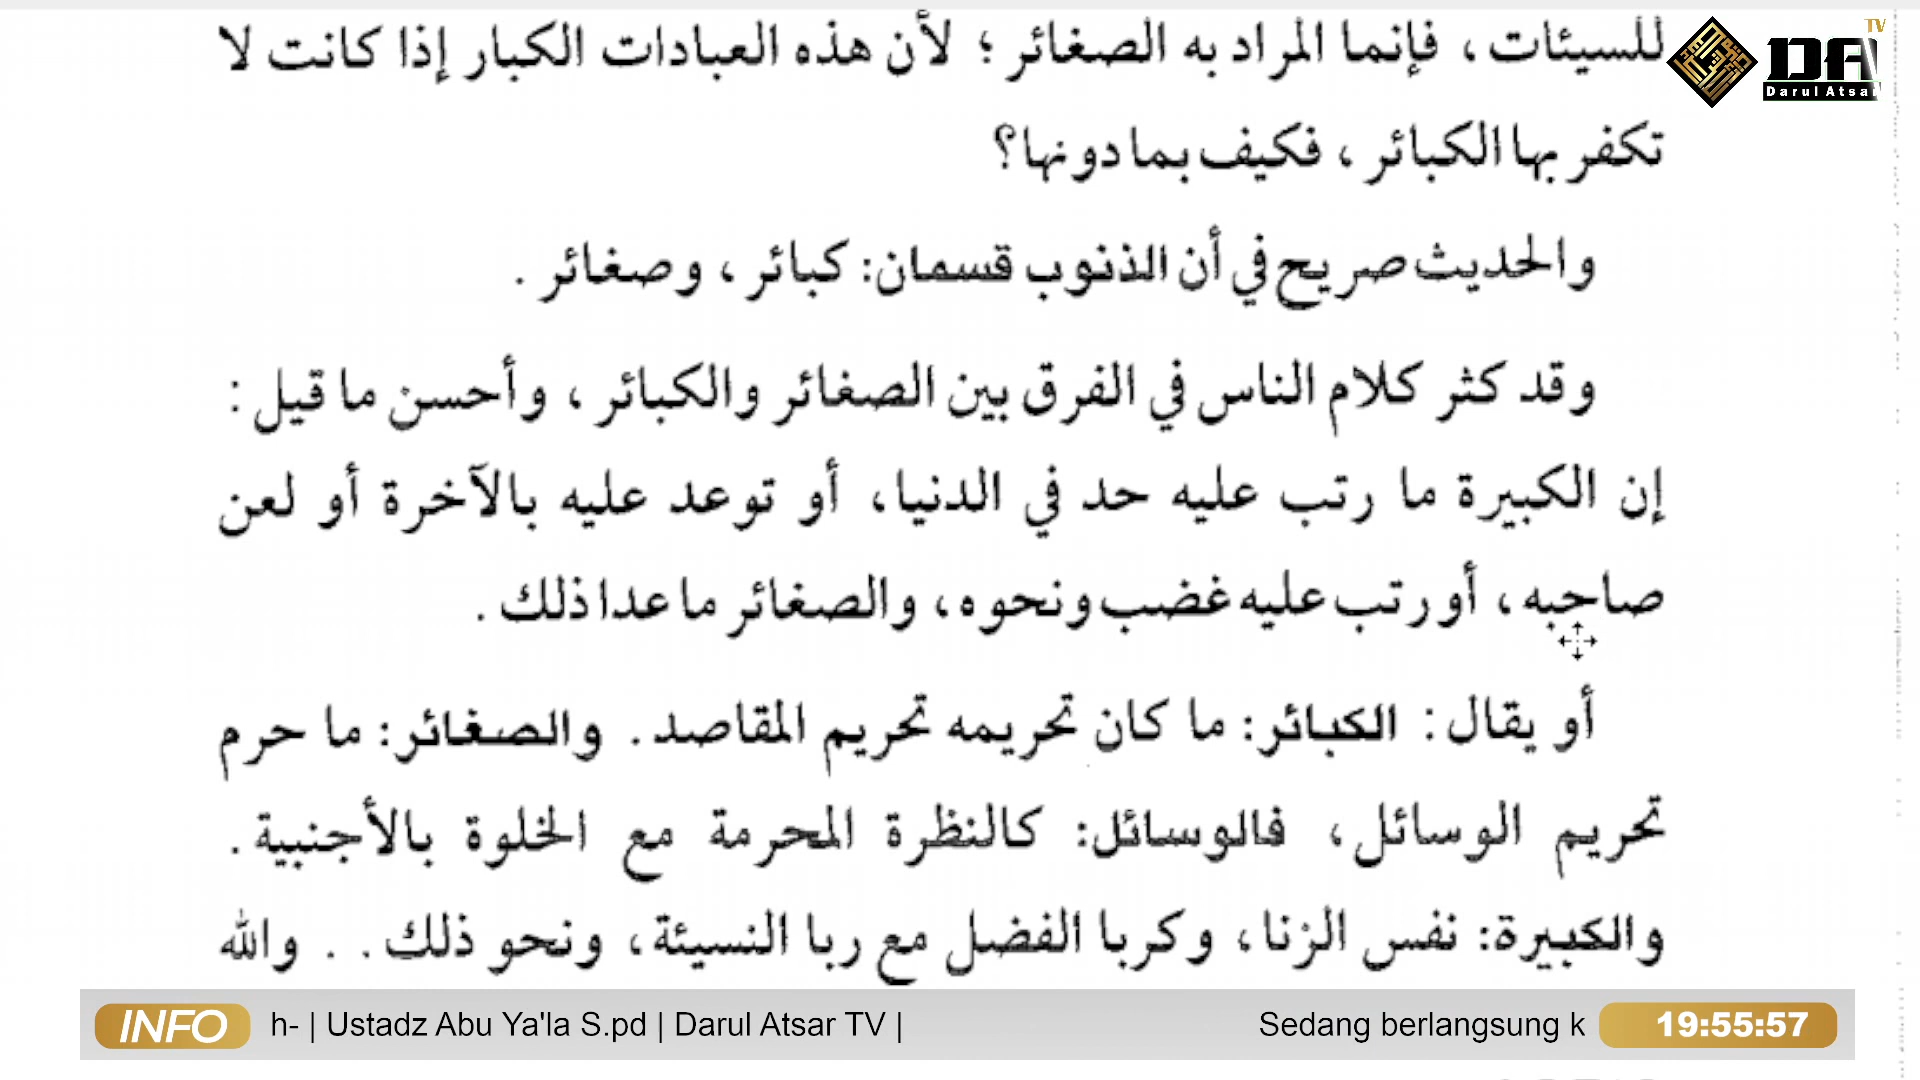 للسيئات، فإنما المراد به الصغائر؛ لأن هذه العبادات الكبار إذا كانت لا
تكفر بها الكبائر، فكيف بما دونها؟
والحديث صريح في أن الذنوب قسمان: كبائر، وصغائر.
وقد كثر كلام الناس في الفرق بين الصغائر والكبائر، وأحسن ما قيل:
إن الكبيرة ما رتب عليه حد في الدنيا، أو توعد عليه بالآخرة أو لعن
صاحبه، أو رتب عليه غضب ونحوه، والصغائر ما عدا ذلك.
أو يقال: الكبائر: ما كان تحريمه تحريم المقاصد. والصغائر: ما حرم
تحريم الوسائل، فالوسائل: كالنظرة المحرمة مع الخلوة بالأجنبية.
والكبيرة: نفس الزنا، وكربا الفضل مع ربا النسيئة، ونحو ذلك.. والله
TV
DA
Darul Atsar
INFO h- | Ustadz Abu Ya'la S.pd | Darul Atsar TV | Sedang berlangsung k 19:55:57